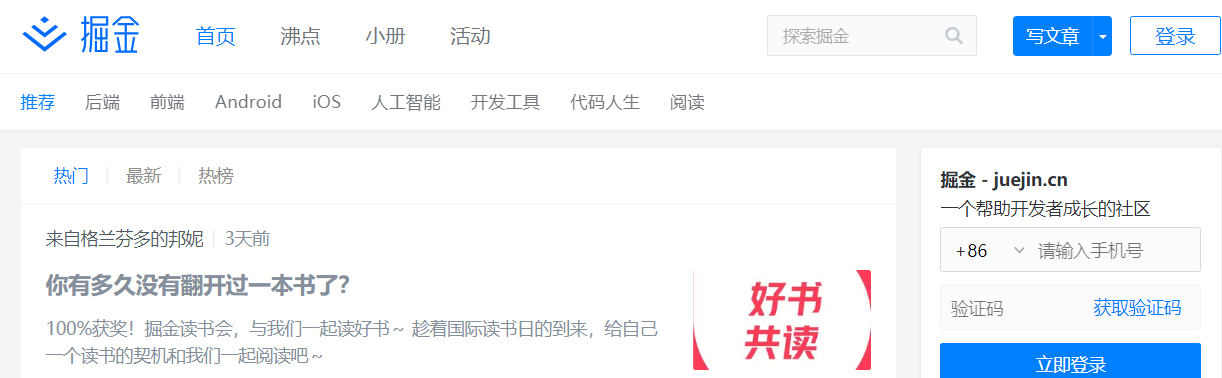 掘金 首页 沸点 小册 活动 探索掘金 写文章 登录
推荐 后端 前端 Android iOS 人工智能 开发工具 代码人生 阅读
热门 最新 热榜
来自格兰芬多的邦妮 3天前
你有多久没有翻开过一本书了？
100%获奖！掘金读书会，与我们一起读好书～ 趁着国际读书日的到来，给自己
一个读书的契机和我们一起阅读吧～
好书
共读
掘金 - juejin.cn
一个帮助开发者成长的社区
+86 请输入手机号
验证码 获取验证码
立即登录